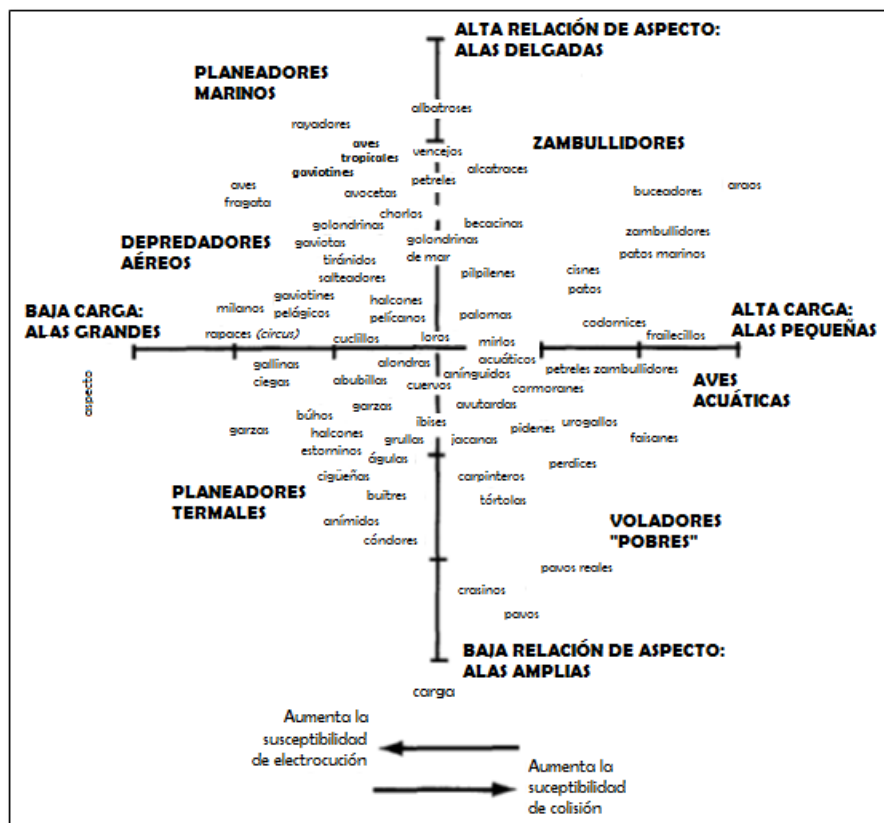 ALTA RELACIÓN DE ASPECTO:
ALAS DELGADAS
PLANEADORES
MARINOS
albatroses
rayadores
aves
tropicales
vencejos
ZAMBULLIDORES
gaviotines
alcatraces
petreles
aves
fragata
avocetas
buceadores
araos
chorlos
golondrinas
becacinas
zambullidores
DEPREDADORES
AÉREOS
gaviotas
golondrinas
de mar
patos marinos
tiránidos
salteadores
pilpilenes
cisnes
patos
gaviotines
pelágicos
halcones
pelícanos
BAJA CARGA:
ALAS GRANDES
milanos
palomas
ALTA CARGA:
ALAS PEQUEÑAS
codornices
rapaces (circus)
cuclillos
loros
mirlos
acuáticos
frailecillos
gallinas
ciegas
alondras
anínguidos
petreles zambullidores
AVES
ACUÁTICAS
aspecto
abubillas
cuervos
cormoranes
garzas
avutardas
búhos
ibises
garzas
halcones
grullas
jacanas
pidenes
urogallos
faisanes
estorninos
águlas
perdices
cigüeñas
carpinteros
PLANEADORES
TERMALES
buitres
tórtolas
anímidos
VOLADORES
"POBRES"
cóndores
pavos reales
crasinos
pavos
BAJA RELACIÓN DE ASPECTO:
ALAS AMPLIAS
carga
Aumenta la
susceptibilidad
de electrocución
Aumenta la
suceptibilidad
de colisión